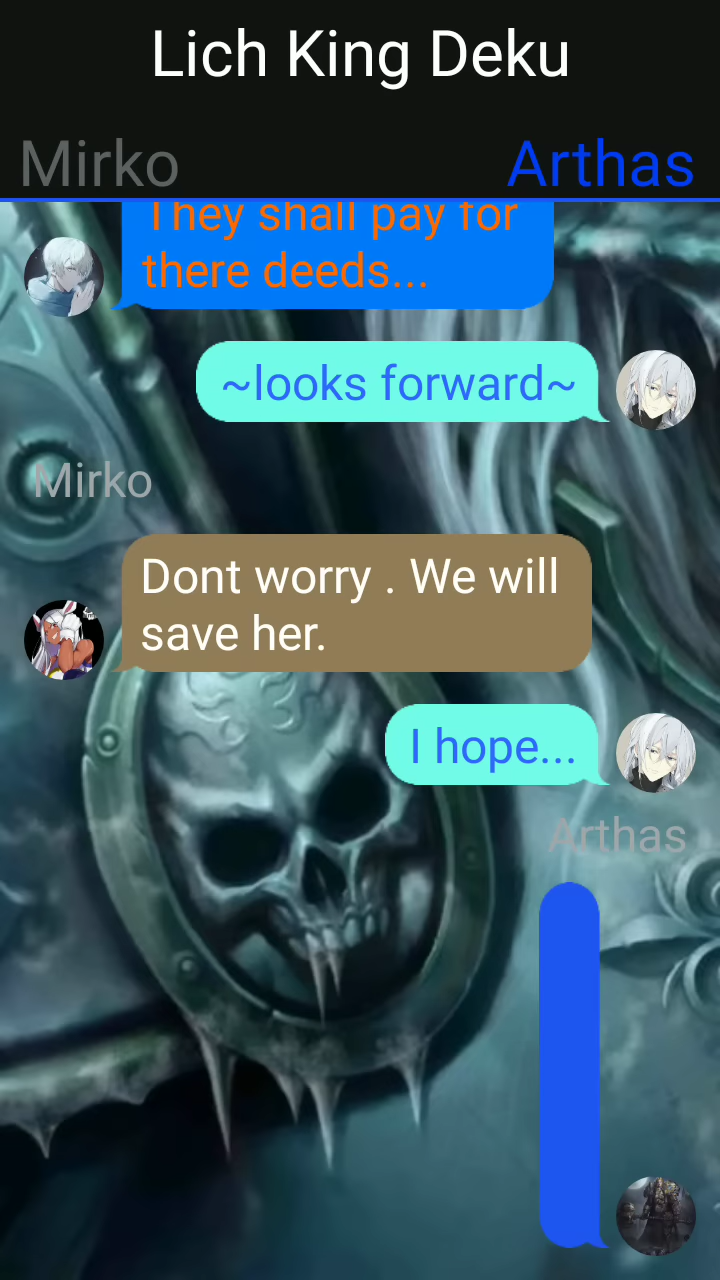 Lich King Deku
Mirko
Arthas
They shall pay for
there deeds...
~looks forward~
Mirko
Dont worry . We will
save her.
I hope...
Arthas